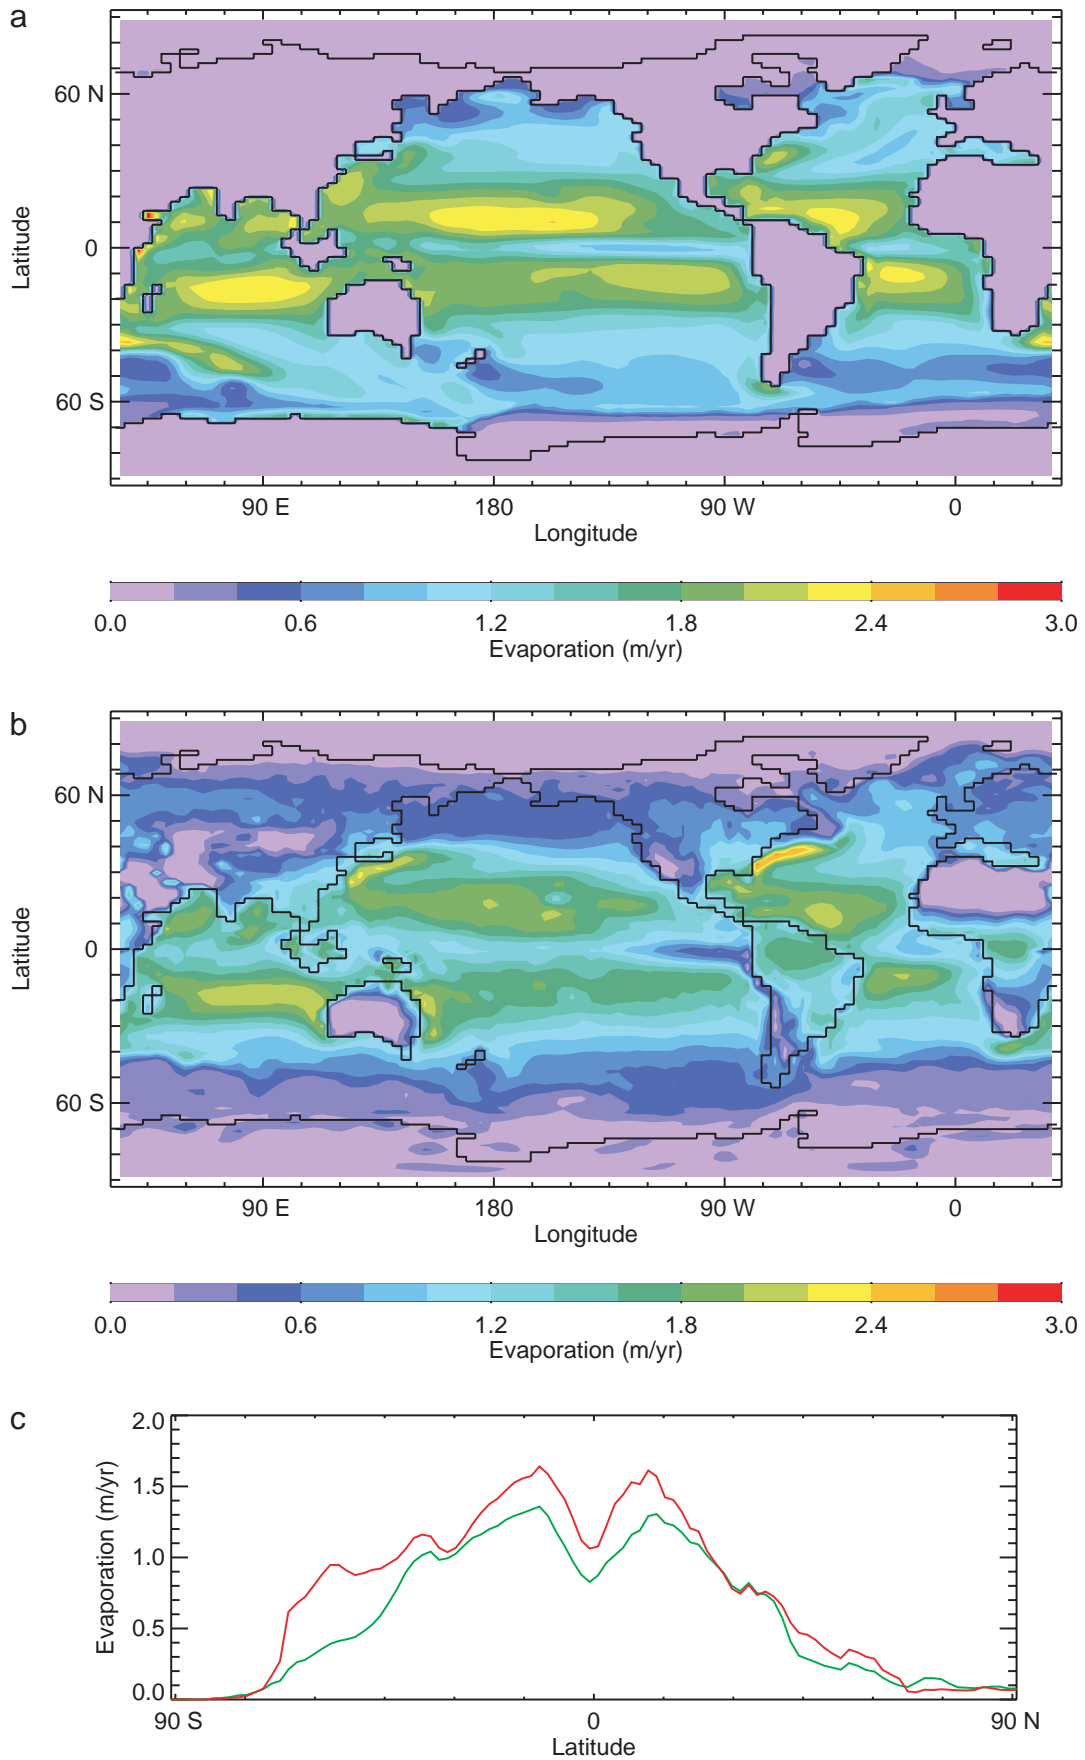 a
60 N
0
60 S
Latitude
90 E 180 90 W 0
Longitude
0.0 0.6 1.2 1.8 2.4 3.0
Evaporation (m/yr)
b
60 N
0
60 S
Latitude
90 E 180 90 W 0
Longitude
0.0 0.6 1.2 1.8 2.4 3.0
Evaporation (m/yr)
c
2.0
1.5
1.0
0.5
0.0
Evaporation (m/yr)
90 S 0 90 N
Latitude